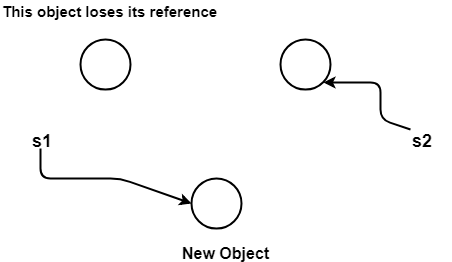 This object loses its reference
s1
s2
New Object